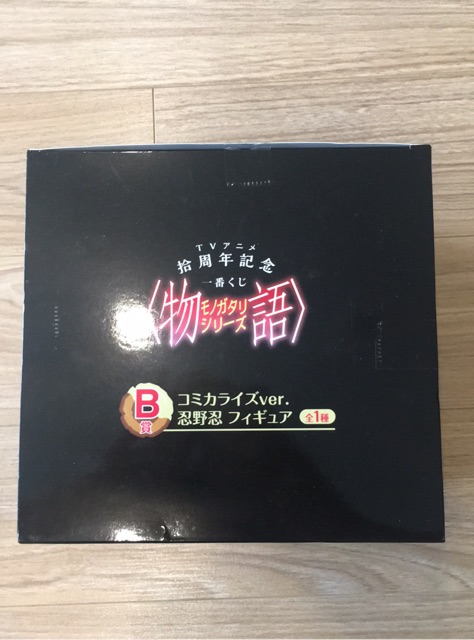 TVアニメ
拾周年記念
一番くじ
〈物語〉
モノガタリ
シリーズ
B賞
コミカライズver.
忍野忍 フィギュア 全1種